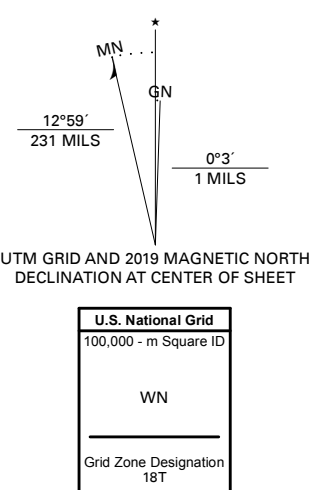 MN
GN
12°59´
231 MILS
0°3´
1 MILS
UTM GRID AND 2019 MAGNETIC NORTH
DECLINATION AT CENTER OF SHEET
U.S. National Grid
100,000 - m Square ID
WN
Grid Zone Designation
18T